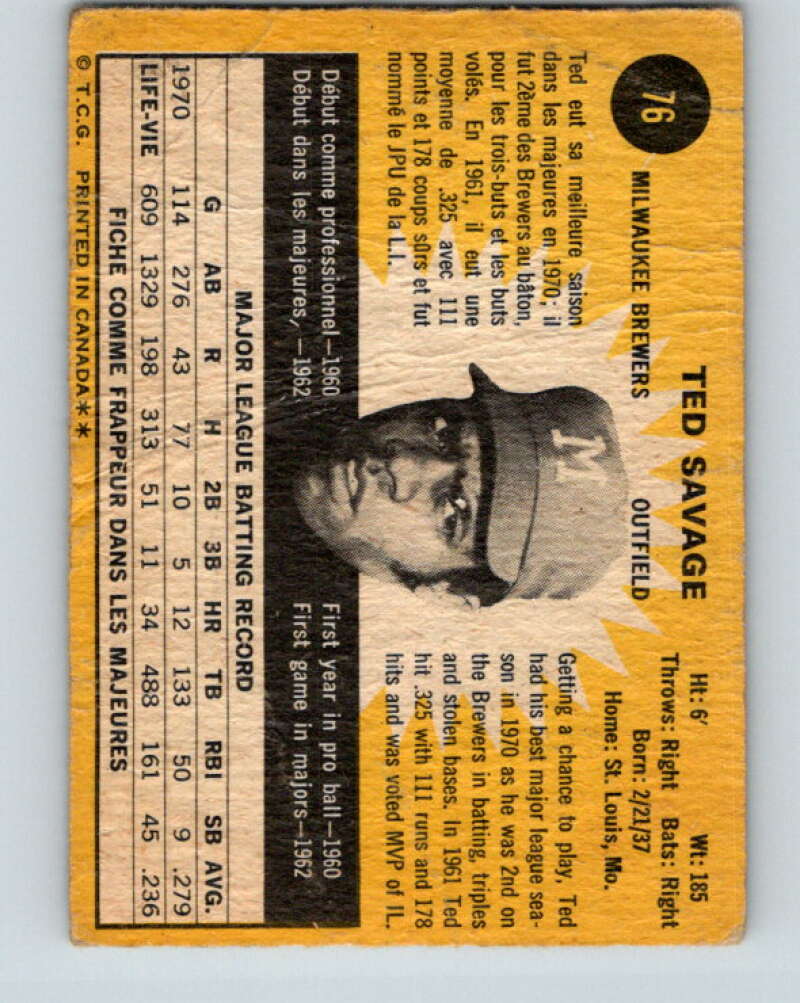 76
TED SAVAGE
MILWAUKEE BREWERS OUTFIELD
Ht: 6′ Wt: 185
Throws: Right Bats: Right
Born: 2/21/37
Home: St. Louis, Mo.
Ted eut sa meilleure saison
dans les majeures en 1970; il
fut 2ème des Brewers au bâton,
pour les trois-buts et les buts
volés. En 1961, il eut une
moyenne de .325 avec 111
points et 178 coups sûrs et fut
nommé le JPU de la L.I.
M
Getting a chance to play, Ted
had his best major league sea-
son in 1970 as he was 2nd on
the Brewers in batting, triples
and stolen bases. In 1961 Ted
hit .325 with 111 runs and 178
hits and was voted MVP of IL.
Début comme professionnel—1960
Début dans les majeures, —1962
First year in pro ball—1960
First game in majors—1962
MAJOR LEAGUE BATTING RECORD
G AB R H 2B 3B HR TB RBI SB AVG.
1970 114 276 43 77 10 5 12 133 50 9 .279
LIFE-VIE 609 1329 198 313 51 11 34 488 161 45 .236
FICHE COMME FRAPPEUR DANS LES MAJEURES
© T.C.G. PRINTED IN CANADA**